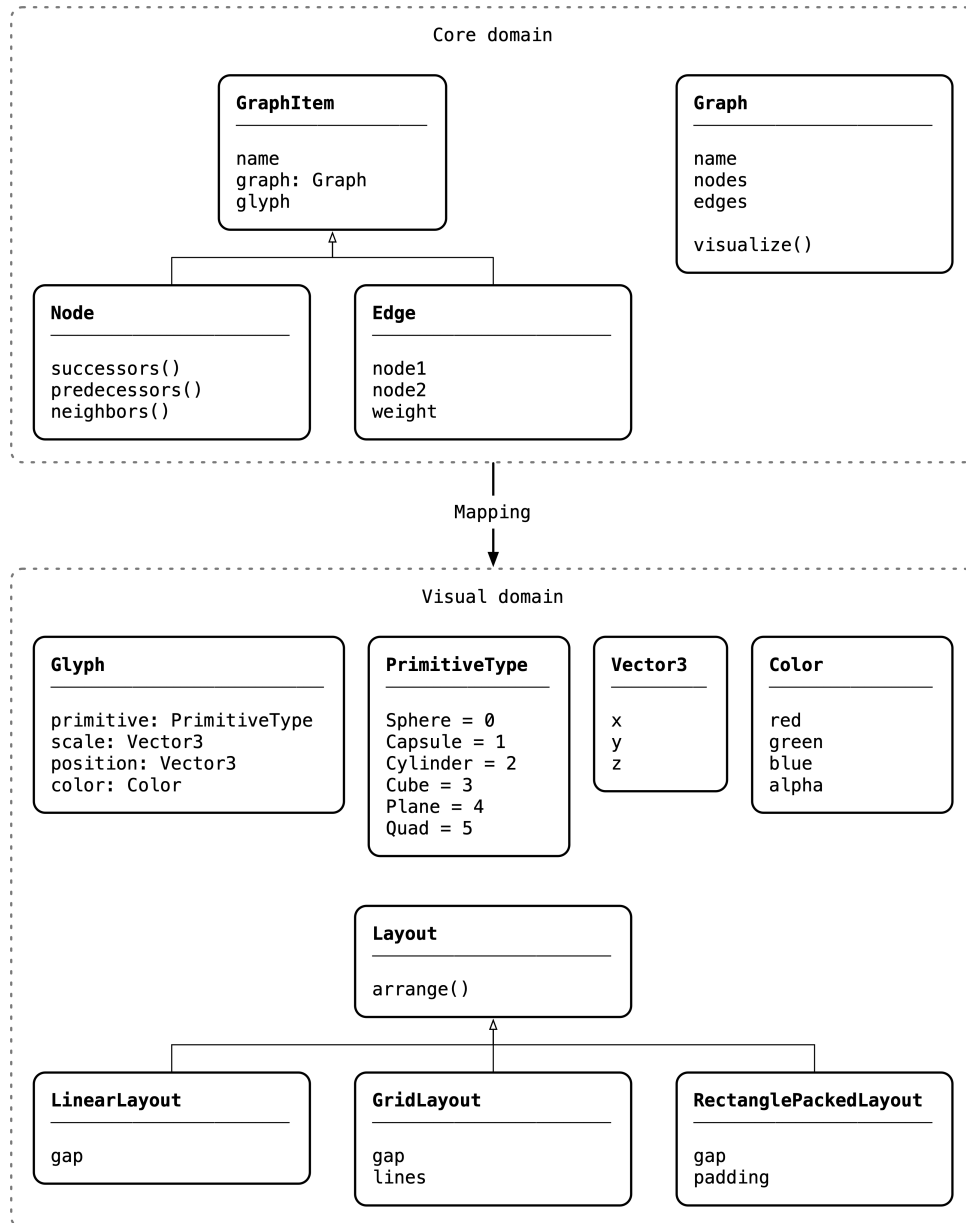 Core domain
GraphItem
name
graph: Graph
glyph
Graph
name
nodes
edges
visualize()
Node
successors()
predecessors()
neighbors()
Edge
node1
node2
weight
Mapping
Visual domain
Glyph
primitive: PrimitiveType
scale: Vector3
position: Vector3
color: Color
PrimitiveType
Sphere = 0
Capsule = 1
Cylinder = 2
Cube = 3
Plane = 4
Quad = 5
Vector3
x
y
z
Color
red
green
blue
alpha
Layout
arrange()
LinearLayout
gap
GridLayout
gap
lines
RectanglePackedLayout
gap
padding